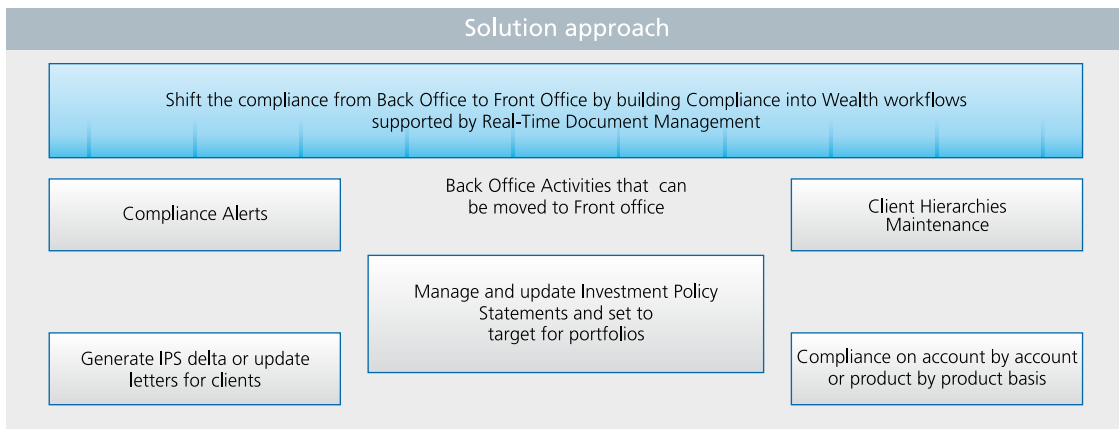 Solution approach
Shift the compliance from Back Office to Front Office by building Compliance into Wealth workflows
supported by Real-Time Document Management
Compliance Alerts
Back Office Activities that can
be moved to Front office
Client Hierarchies
Maintenance
Manage and update Investment Policy
Statements and set to
target for portfolios
Generate IPS delta or update
letters for clients
Compliance on account by account
or product by product basis